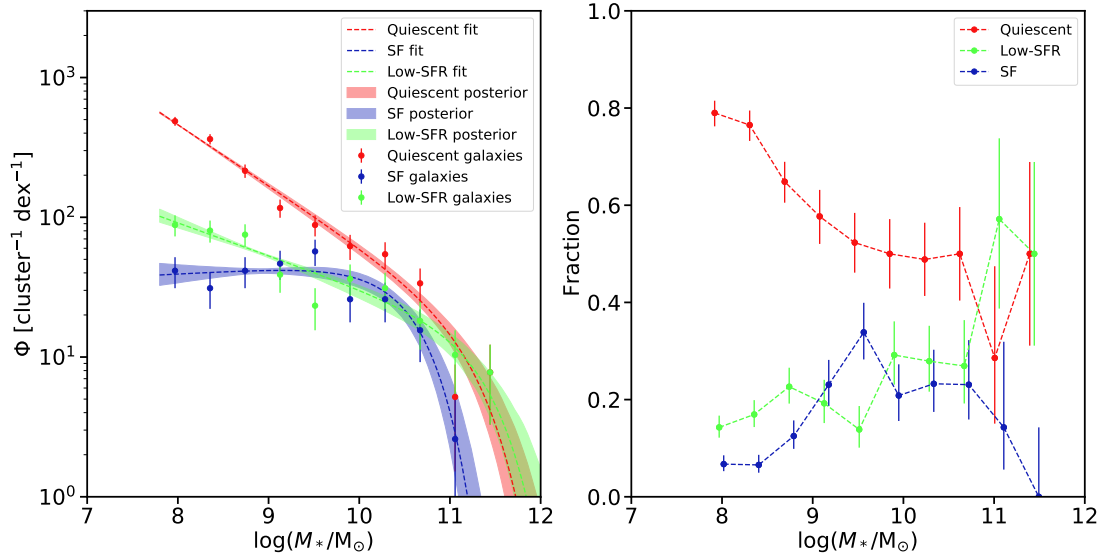 Quiescent fit
SF fit
Low-SFR fit
Quiescent posterior
SF posterior
Low-SFR posterior
Quiescent galaxies
SF galaxies
Low-SFR galaxies
10³
10²
10¹
10⁰
Φ [cluster⁻¹ dex⁻¹]
7 8 9 10 11 12
log(M*/M⊙)
Quiescent
Low-SFR
SF
1.0
0.8
0.6
0.4
0.2
0.0
Fraction
7 8 9 10 11 12
log(M*/M⊙)